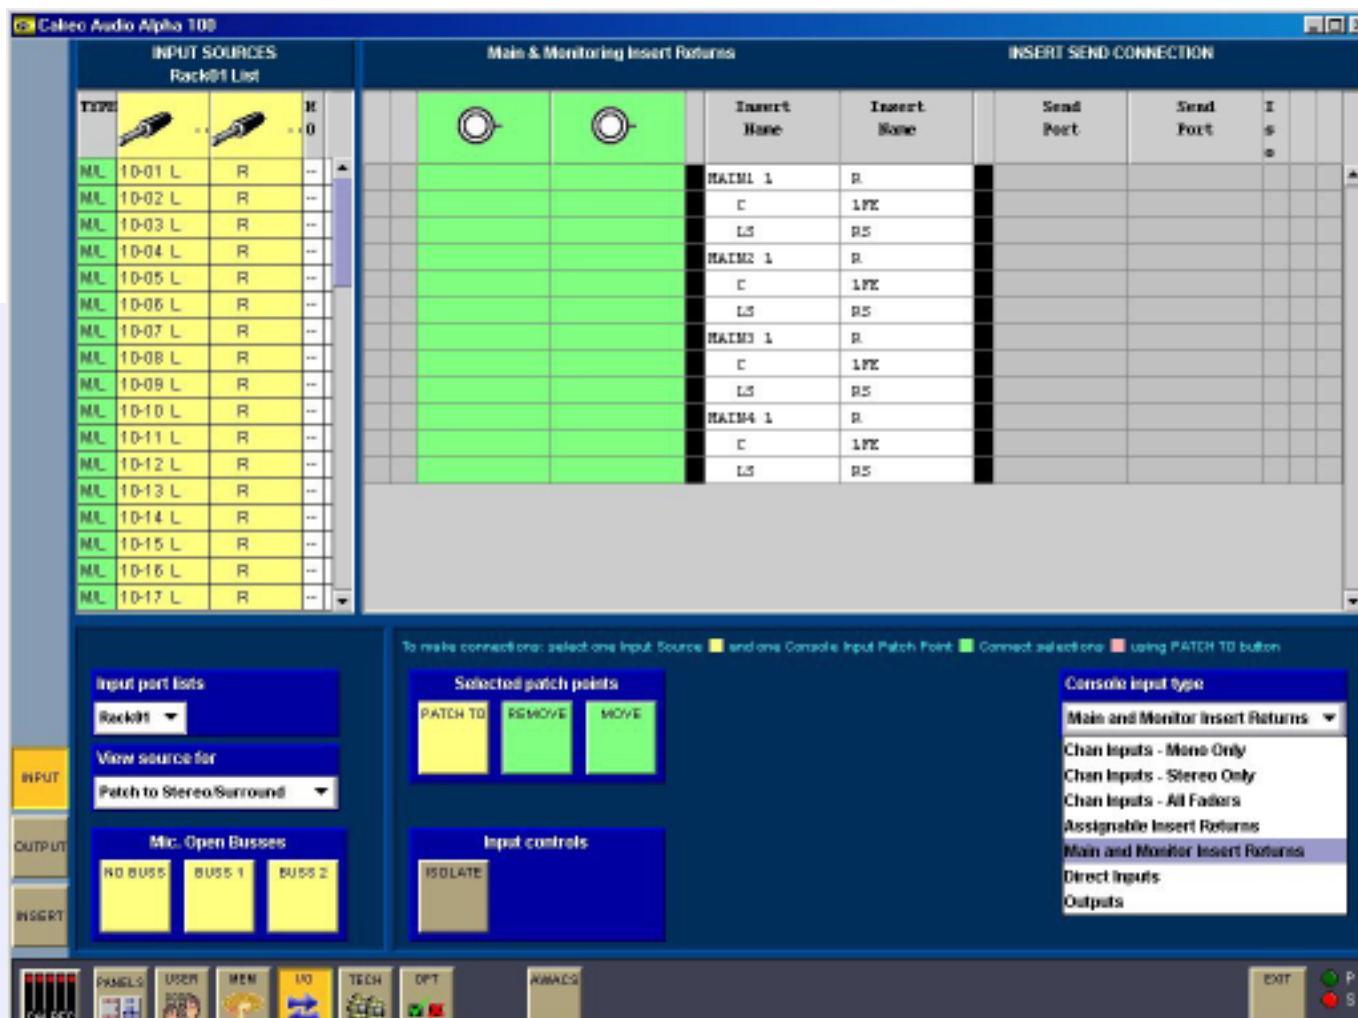 Calrec Audio Alpha 100
INPUT SOURCES
Rack01 List
Main & Monitoring Insert Returns
INSERT SEND CONNECTION
TYPE
M
O
Insert
Name
Insert
Name
Send
Port
Send
Port
I
s
o
M/L 10-01 L R --
M/L 10-02 L R --
M/L 10-03 L R --
M/L 10-04 L R --
M/L 10-05 L R --
M/L 10-06 L R --
M/L 10-07 L R --
M/L 10-08 L R --
M/L 10-09 L R --
M/L 10-10 L R --
M/L 10-11 L R --
M/L 10-12 L R --
M/L 10-13 L R --
M/L 10-14 L R --
M/L 10-15 L R --
M/L 10-16 L R --
M/L 10-17 L R --
MAIN1 R
C LFE
LS RS
MAIN2 R
C LFE
LS RS
MAIN3 R
C LFE
LS RS
MAIN4 R
C LFE
LS RS
To make connections: select one Input Source and one Console Input Patch Point Connect selections using PATCH TO button
Input port lists
Rack01
View source for
Patch to Stereo/Surround
Mic. Open Busses
NO BUSS BUSS 1 BUSS 2
Selected patch points
PATCH TO REMOVE MOVE
Input controls
ISOLATE
Console input type
Main and Monitor Insert Returns
Chan Inputs - Mono Only
Chan Inputs - Stereo Only
Chan Inputs - All Faders
Assignable Insert Returns
Main and Monitor Insert Returns
Direct Inputs
Outputs
INPUT
OUTPUT
INSERT
PANELS USER MEM I/O TECH OPT AWACS EXIT
P
S